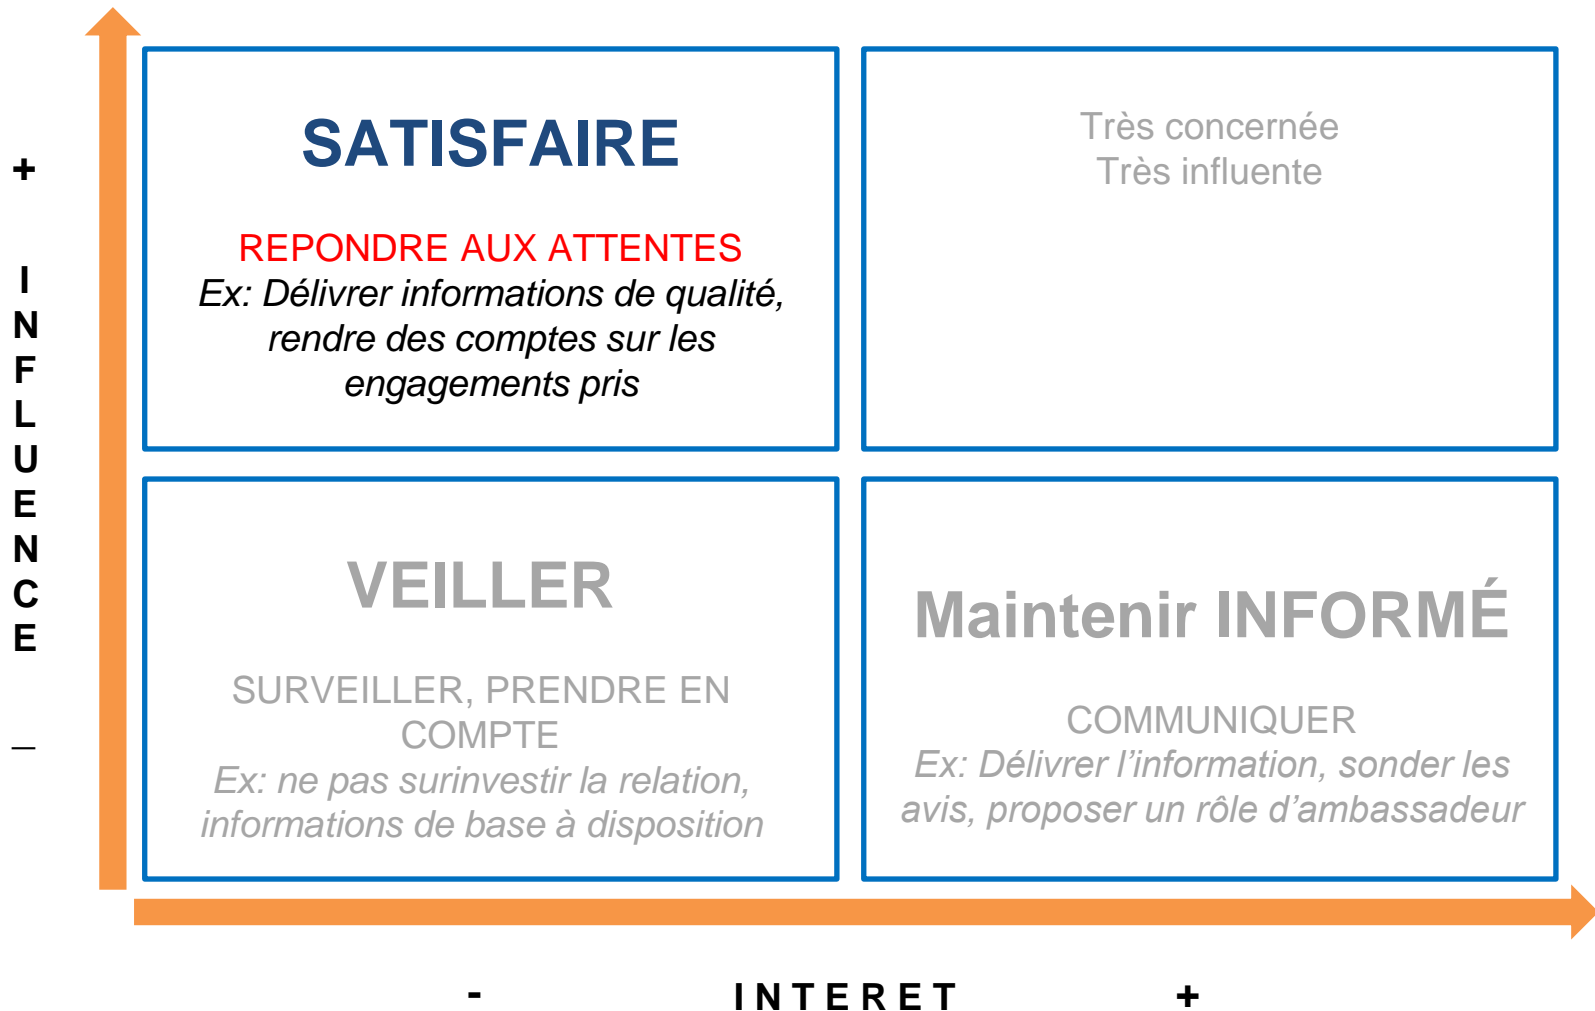 SATISFAIRE
REPONDRE AUX ATTENTES
Ex: Délivrer informations de qualité,
rendre des comptes sur les
engagements pris
Très concernée
Très influente
VEILLER
SURVEILLER, PRENDRE EN
COMPTE
Ex: ne pas surinvestir la relation,
informations de base à disposition
Maintenir INFORMÉ
COMMUNIQUER
Ex: Délivrer l’information, sonder les
avis, proposer un rôle d’ambassadeur
+
I
N
F
L
U
E
N
C
E
_
- I N T E R E T +